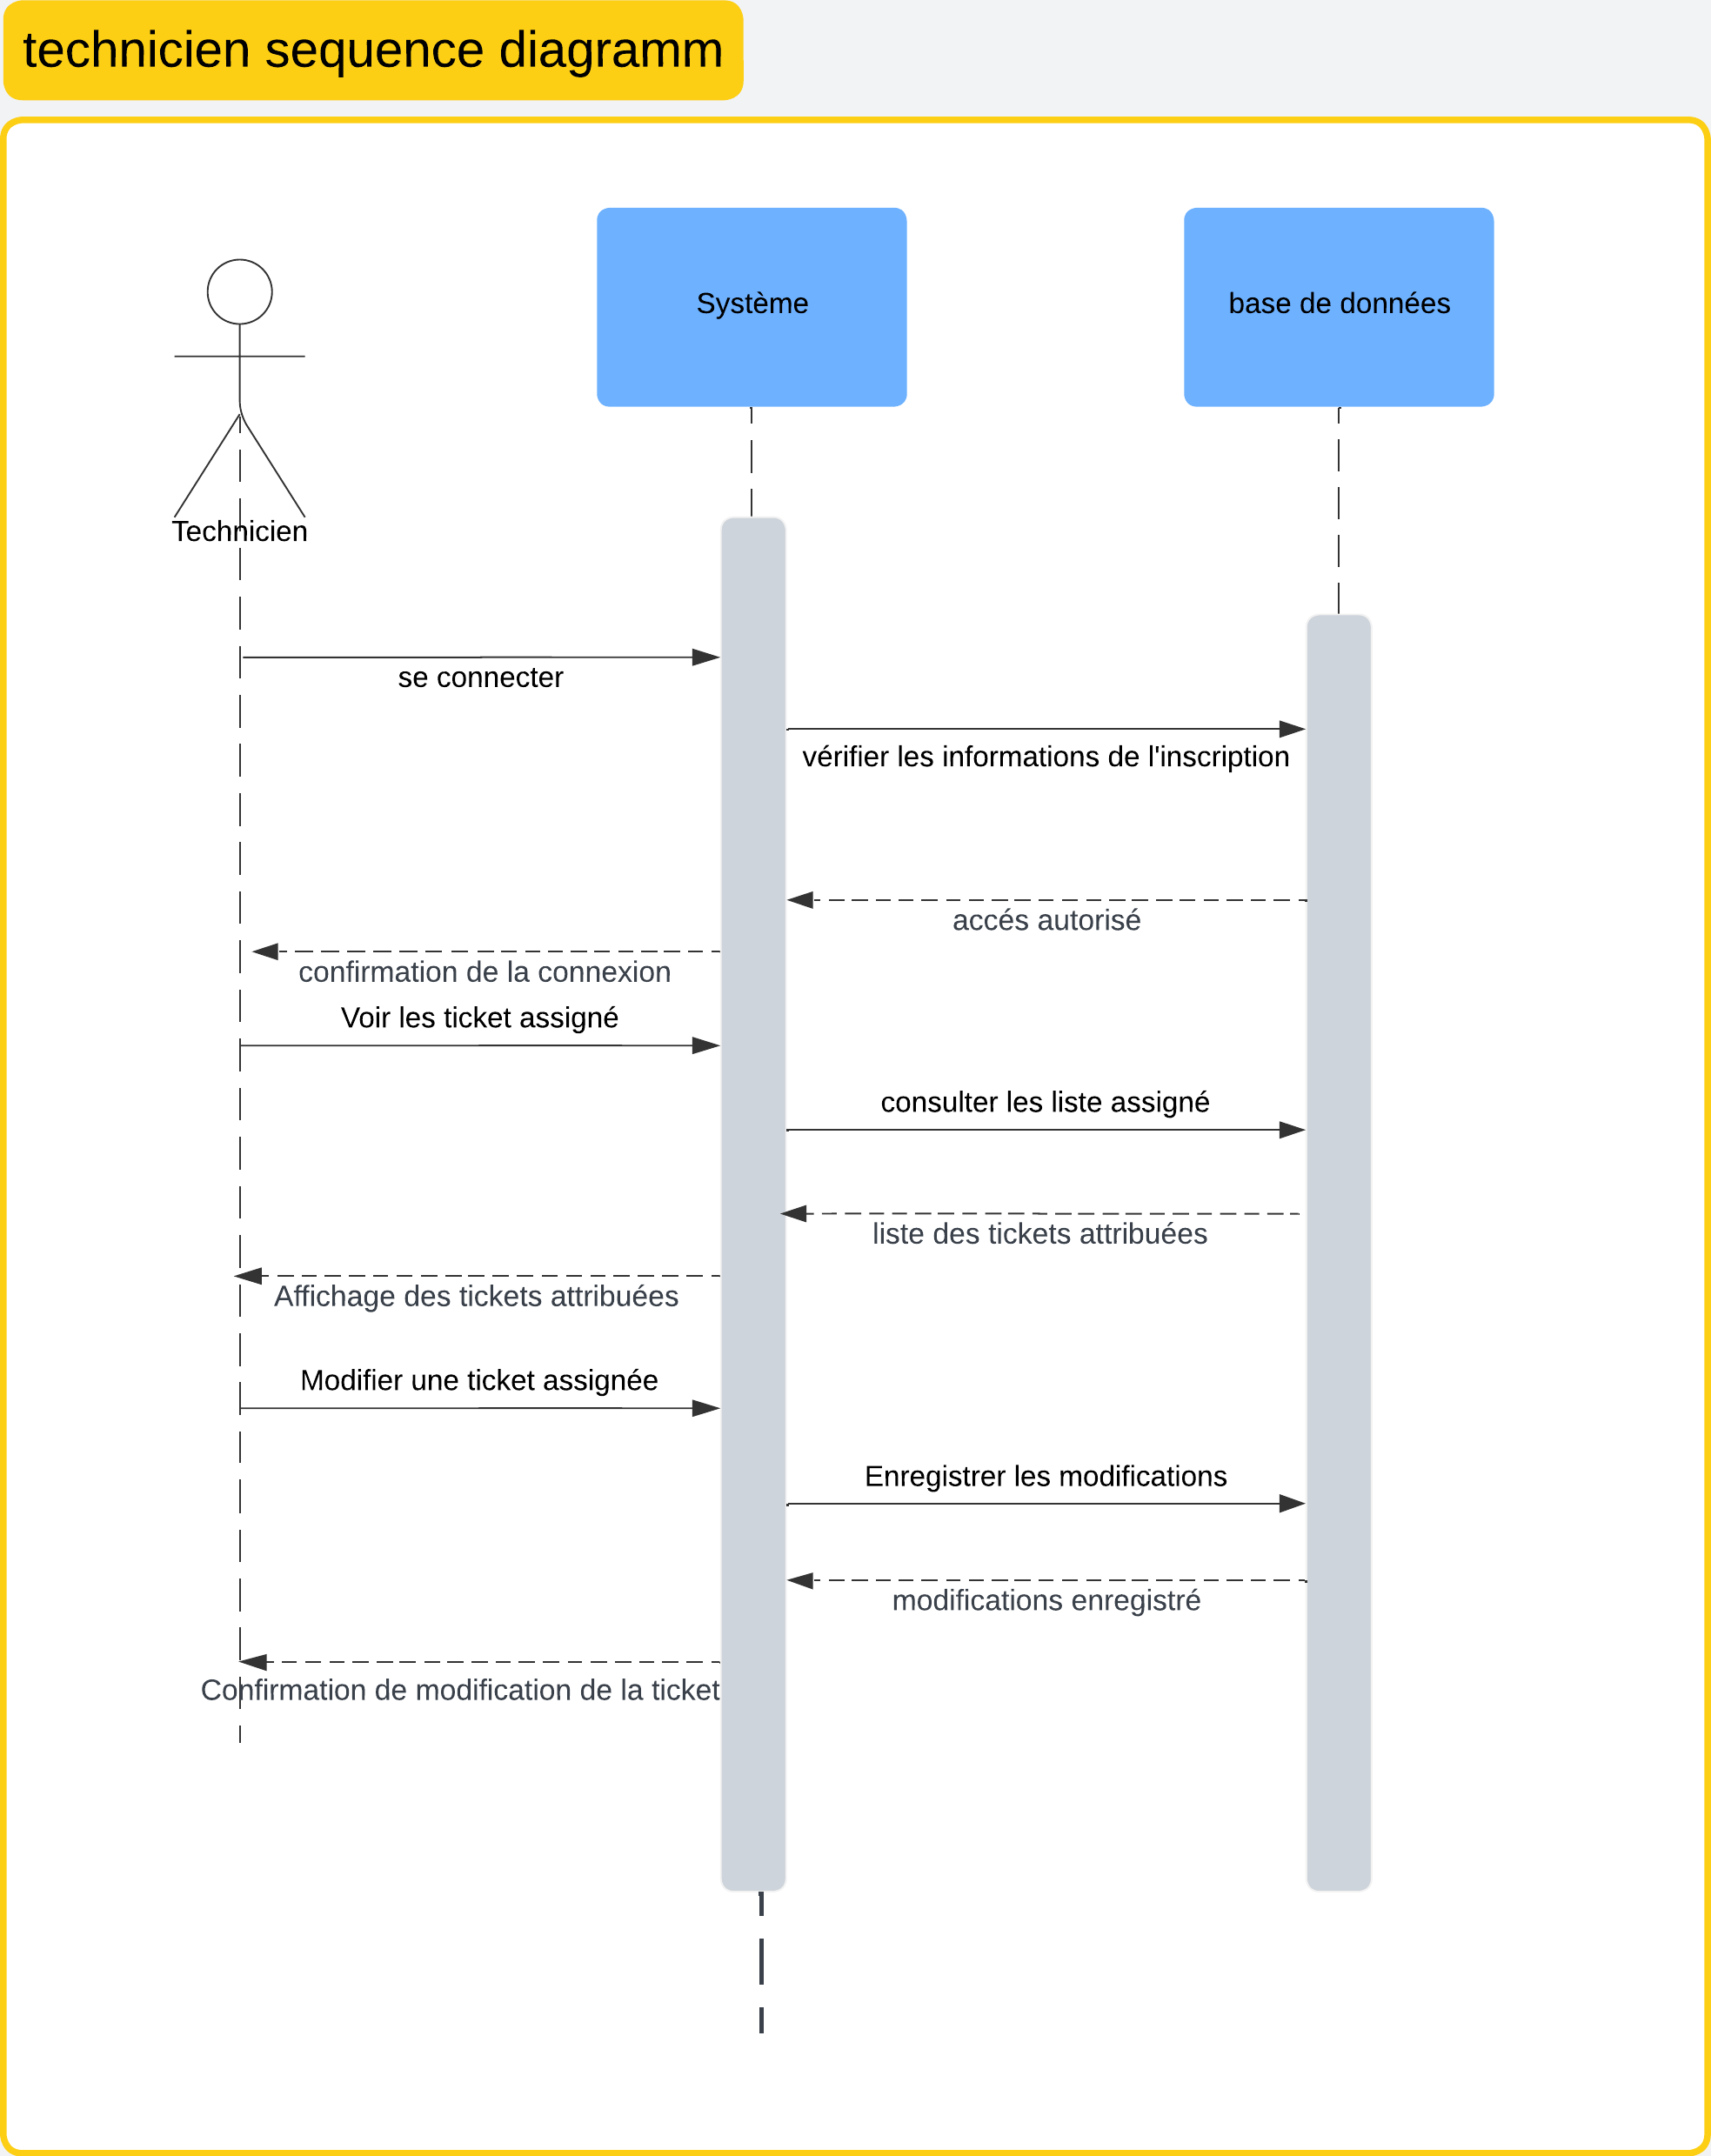 technicien sequence diagramm
Système
base de données
Technicien
se connecter
vérifier les informations de l'inscription
accés autorisé
confirmation de la connexion
Voir les ticket assigné
consulter les liste assigné
liste des tickets attribuées
Affichage des tickets attribuées
Modifier une ticket assignée
Enregistrer les modifications
modifications enregistré
Confirmation de modification de la ticket